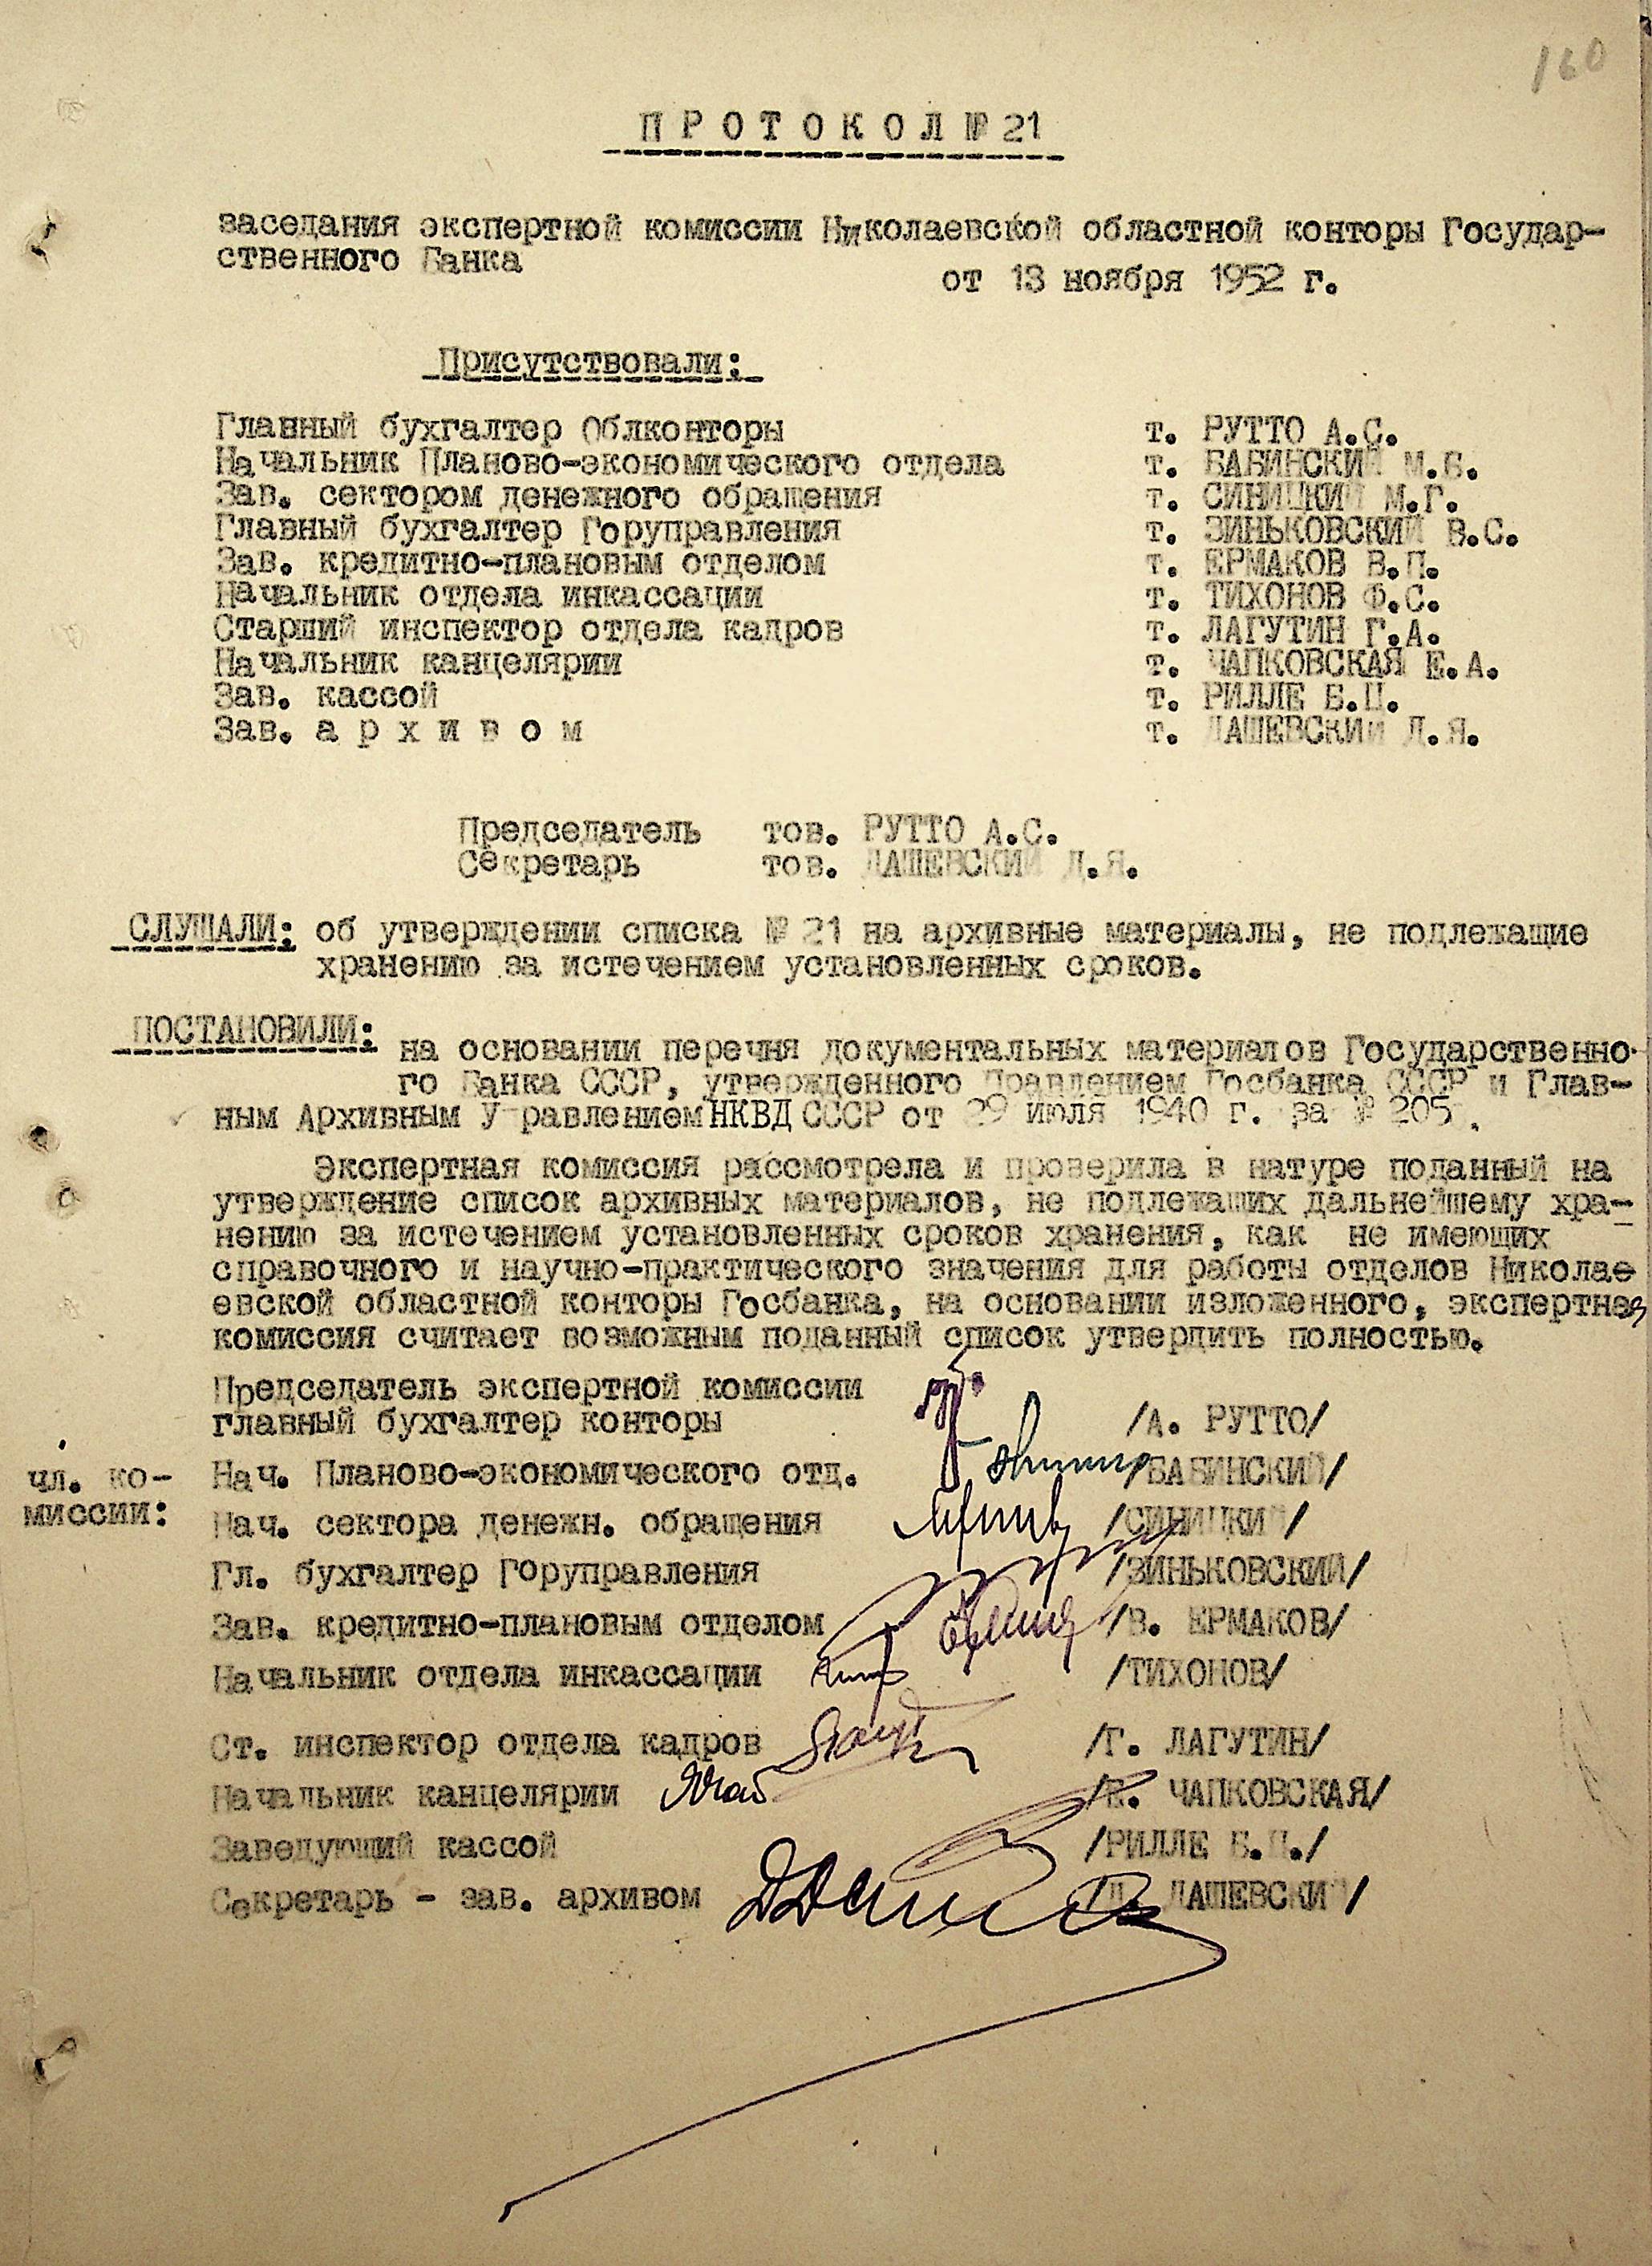 160
ПРОТОКОЛ № 21
заседания экспертной комиссии Николаевской областной конторы Государ-
ственного Банка
от 13 ноября 1952 г.
Присутствовали:
Главный бухгалтер Облконторы т. РУТТО А.С.
Начальник Планово-экономического отдела т. БАБИНСКИЙ М.Б.
Зав. сектором денежного обращения т. СИНИЦКИЙ М.Г.
Главный бухгалтер Горуправления т. ЗИНЬКОВСКИЙ В.С.
Зав. кредитно-плановым отделом т. ЕРМАКОВ В.П.
Начальник отдела инкассации т. ТИХОНОВ Ф.С.
Старший инспектор отдела кадров т. ЛАГУТИН Г.А.
Начальник канцелярии т. ЧАПКОВСКАЯ Е.А.
Зав. кассой т. РИЛЛЕ Б.Ц.
Зав. архивом т. ДАШЕВСКИЙ Д.Я.
Председатель тов. РУТТО А.С.
Секретарь тов. ДАШЕВСКИЙ Д.Я.
СЛУШАЛИ: об утверждении списка № 21 на архивные материалы, не подлежащие
хранению за истечением установленных сроков.
ПОСТАНОВИЛИ:
на основании перечня документальных материалов Государственно-
го Банка СССР, утвержденного Правлением Госбанка СССР и Глав-
ным Архивным Управлением НКВД СССР от 29 июля 1940 г. за № 205.
Экспертная комиссия рассмотрела и проверила в натуре поданный на
утверждение список архивных материалов, не подлежащих дальнейшему хра-
нению за истечением установленных сроков хранения, как не имеющих
справочного и научно-практического значения для работы отделов Николае
евской областной конторы Госбанка, на основании изложенного, экспертная
комиссия считает возможным поданный список утвердить полностью.
Председатель экспертной комиссии
главный бухгалтер конторы /А. РУТТО/
чл. ко-
миссии:
Нач. Планово-экономического отд. /БАБИНСКИЙ/
Нач. сектора денежн. обращения /СИНИЦКИЙ/
Гл. бухгалтер Горуправления /ЗИНЬКОВСКИЙ/
Зав. кредитно-плановым отделом /В. ЕРМАКОВ/
Начальник отдела инкассации /ТИХОНОВ/
Ст. инспектор отдела кадров /Г. ЛАГУТИН/
Начальник канцелярии /Е. ЧАПКОВСКАЯ/
Заведующий кассой /РИЛЛЕ Б.Ц./
Секретарь - зав. архивом /Д. ДАШЕВСКИЙ/